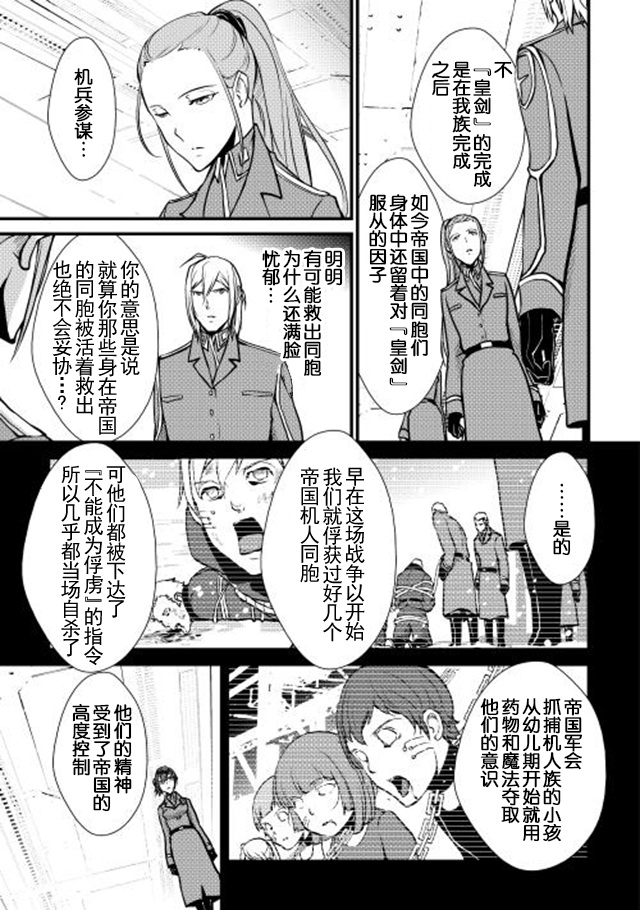 不
『皇剑』的完成
是在我族完成
之后
机兵参谋
…
如今帝国中的同胞们
身体中还留着对『皇剑』
服从的因子
明明
有可能救出同胞
为什么还满脸
忧郁…
你的意思是说
就算你那些身在帝国
的同胞被活着救出
也绝不会妥协…？
……是的
早在这场战争以开始
我们就俘获过好几个
帝国机人同胞
可他们都被下达了
『不能成为俘虏』的指令
所以几乎都当场自杀了
帝国军会
抓捕机人族的小孩
从幼儿期开始就用
药物和魔法夺取
他们的意识
他们的精神
受到了帝国的
高度控制